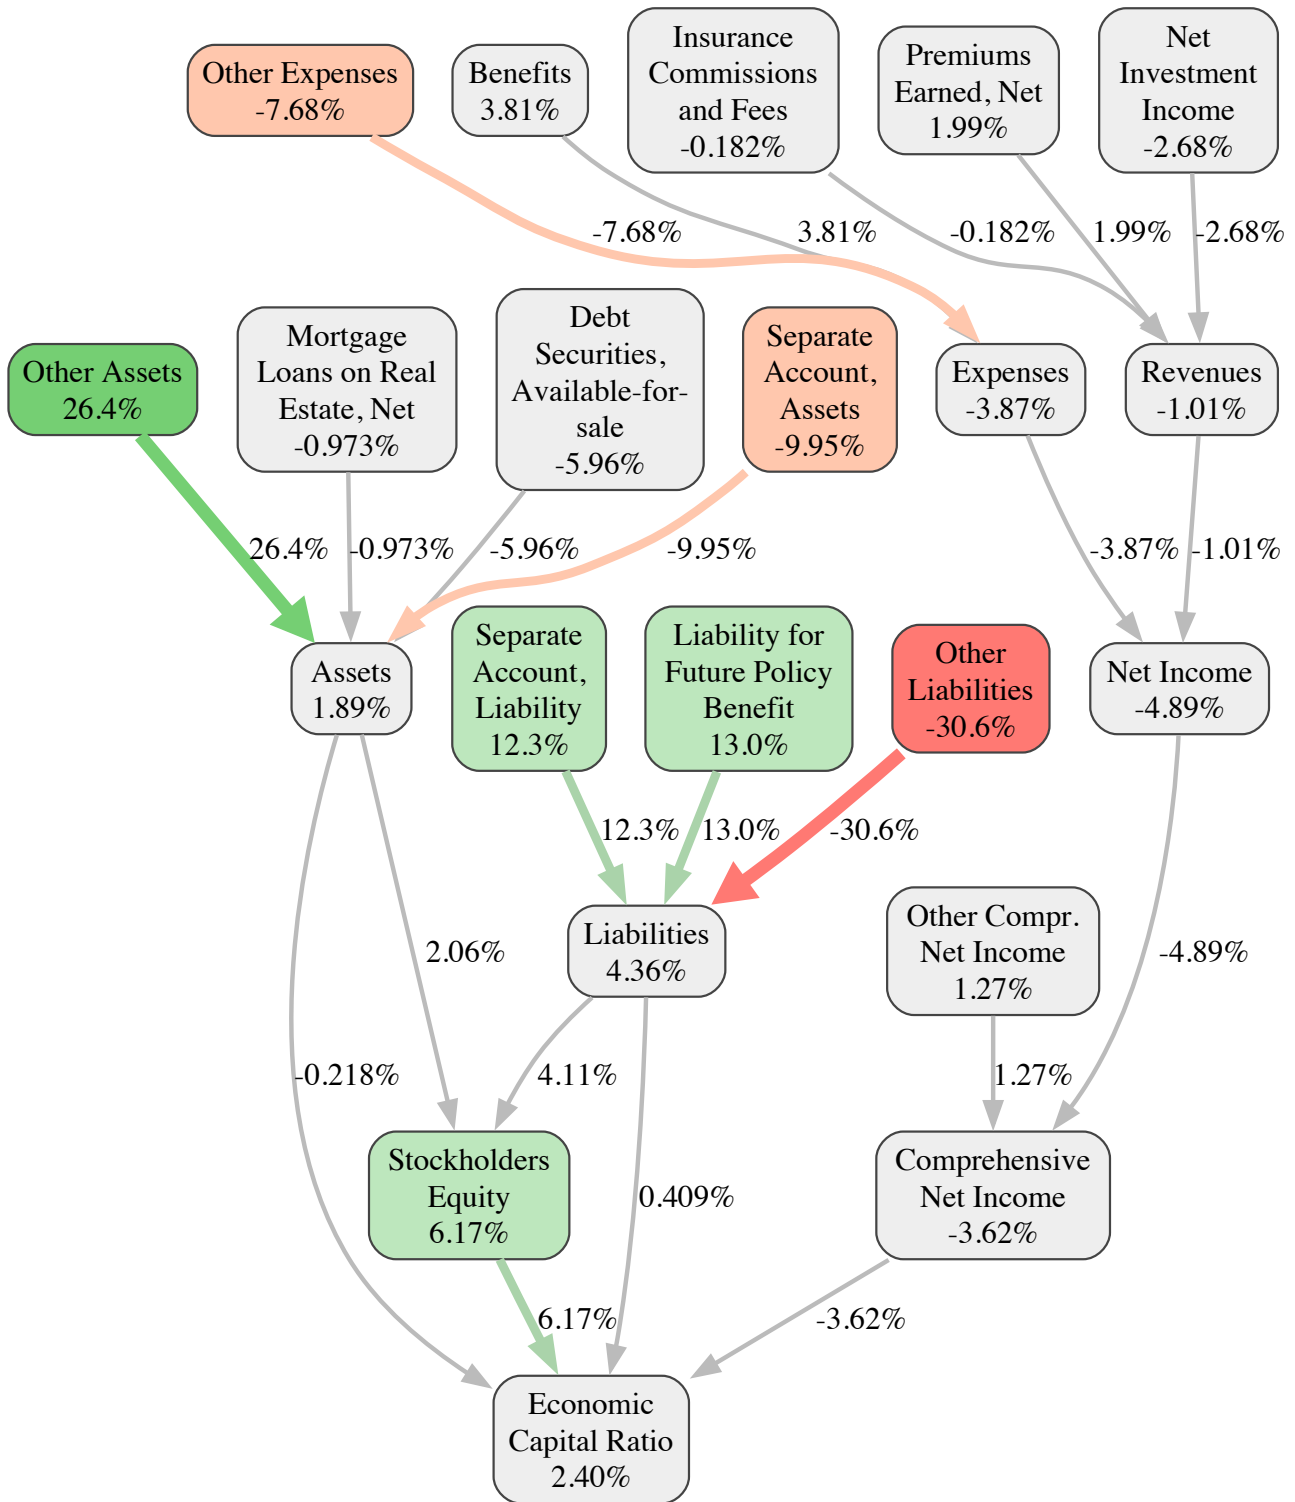 Other Expenses
-7.68%
Benefits
3.81%
Insurance
Commissions
and Fees
-0.182%
Premiums
Earned, Net
1.99%
Net
Investment
Income
-2.68%
-7.68%
3.81%
-0.182%
1.99%
-2.68%
Other Assets
26.4%
Mortgage
Loans on Real
Estate, Net
-0.973%
Debt
Securities,
Available-for-
sale
-5.96%
Separate
Account,
Assets
-9.95%
Expenses
-3.87%
Revenues
-1.01%
26.4%
-0.973%
-5.96%
-9.95%
-3.87%
-1.01%
Assets
1.89%
Separate
Account,
Liability
12.3%
Liability for
Future Policy
Benefit
13.0%
Other
Liabilities
-30.6%
Net Income
-4.89%
12.3%
13.0%
-30.6%
2.06%
Liabilities
4.36%
Other Compr.
Net Income
1.27%
-4.89%
-0.218%
4.11%
1.27%
Stockholders
Equity
6.17%
0.409%
Comprehensive
Net Income
-3.62%
6.17%
-3.62%
Economic
Capital Ratio
2.40%